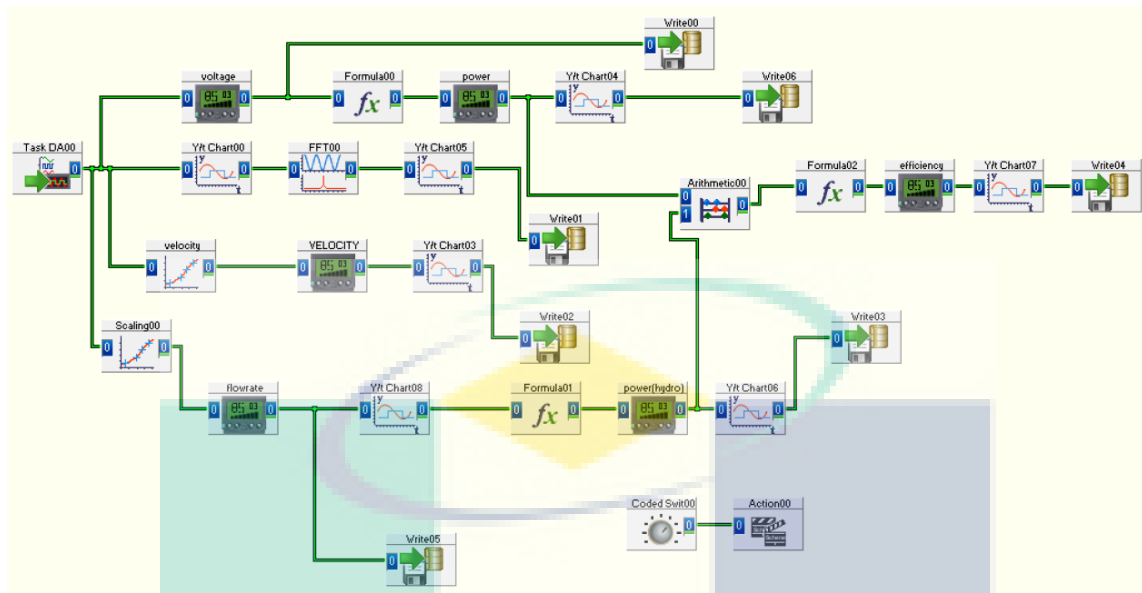 Write00
voltage
Formula00
power
Y/t Chart04
Write06
Task DA00
Y/t Chart00
FFT00
Y/t Chart05
Formula02
efficiency
Y/t Chart07
Write04
Arithmetic00
Write01
velocity
VELOCITY
Y/t Chart03
Scaling00
Write02
Write03
flowrate
Y/t Chart08
Formula01
power(hydro)
Y/t Chart06
Coded Swit00
Action00
Write05